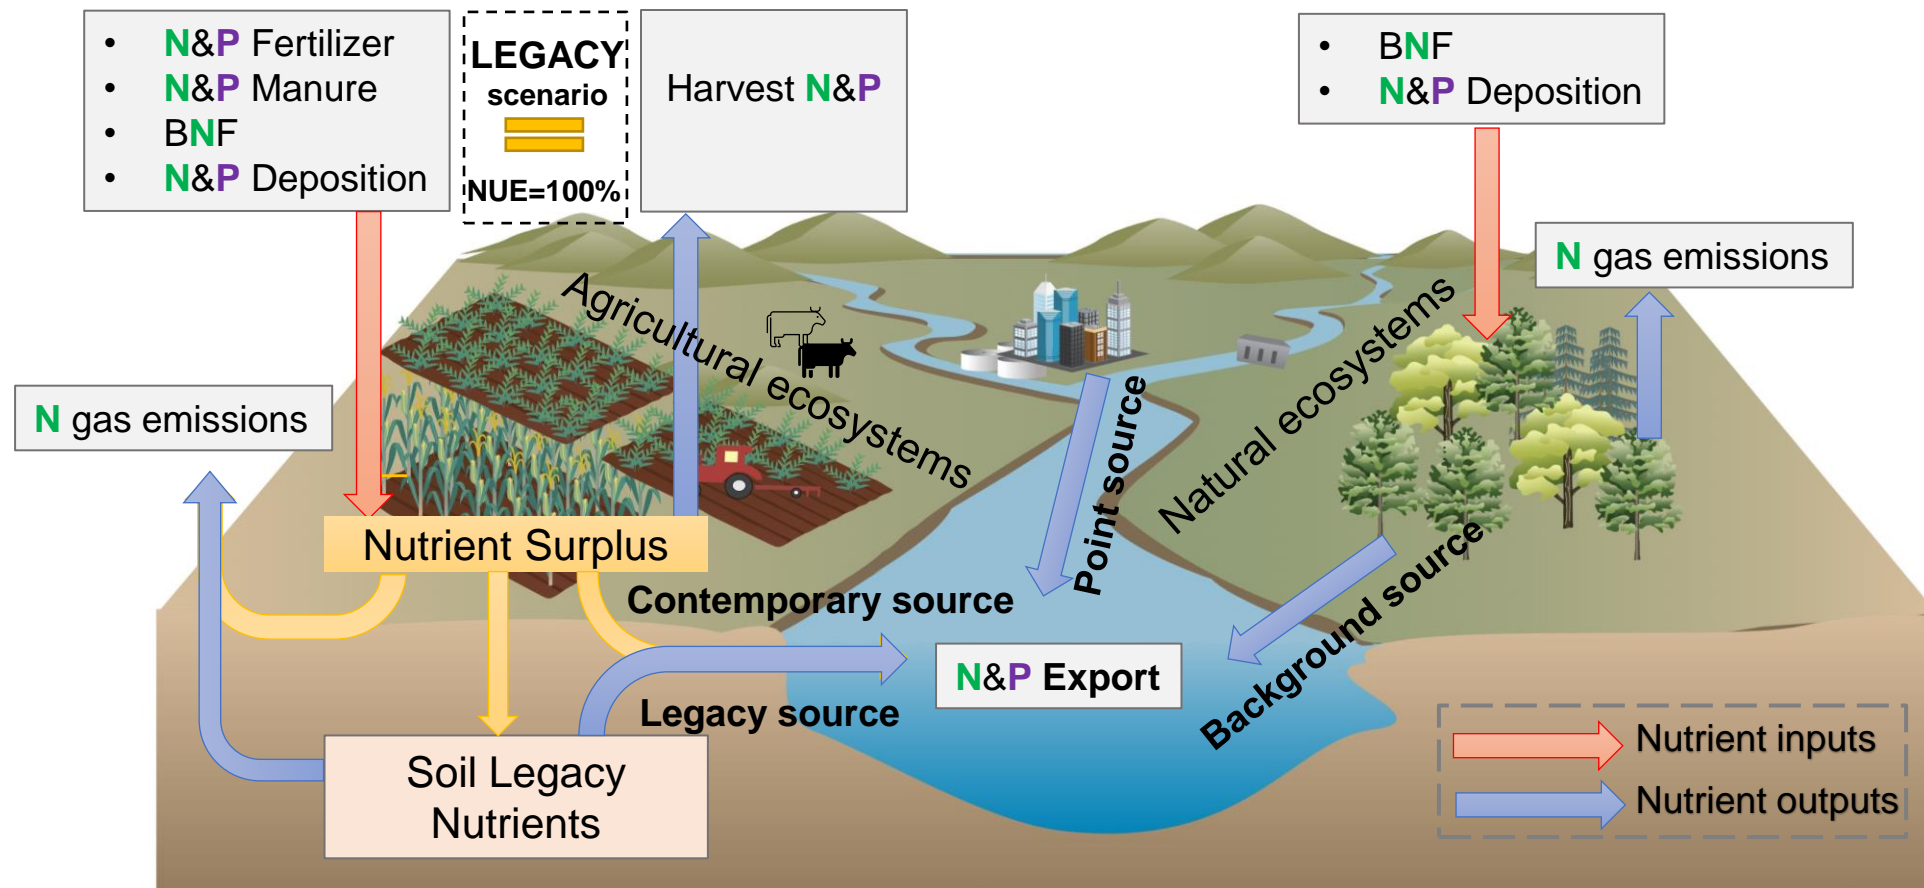 • N&P Fertilizer
• N&P Manure
• BNF
• N&P Deposition
LEGACY
scenario
NUE=100%
Harvest N&P
• BNF
• N&P Deposition
N gas emissions
Agricultural ecosystems
Natural ecosystems
N gas emissions
Point source
Nutrient Surplus
Contemporary source
Background source
N&P Export
Legacy source
Soil Legacy
Nutrients
Nutrient inputs
Nutrient outputs